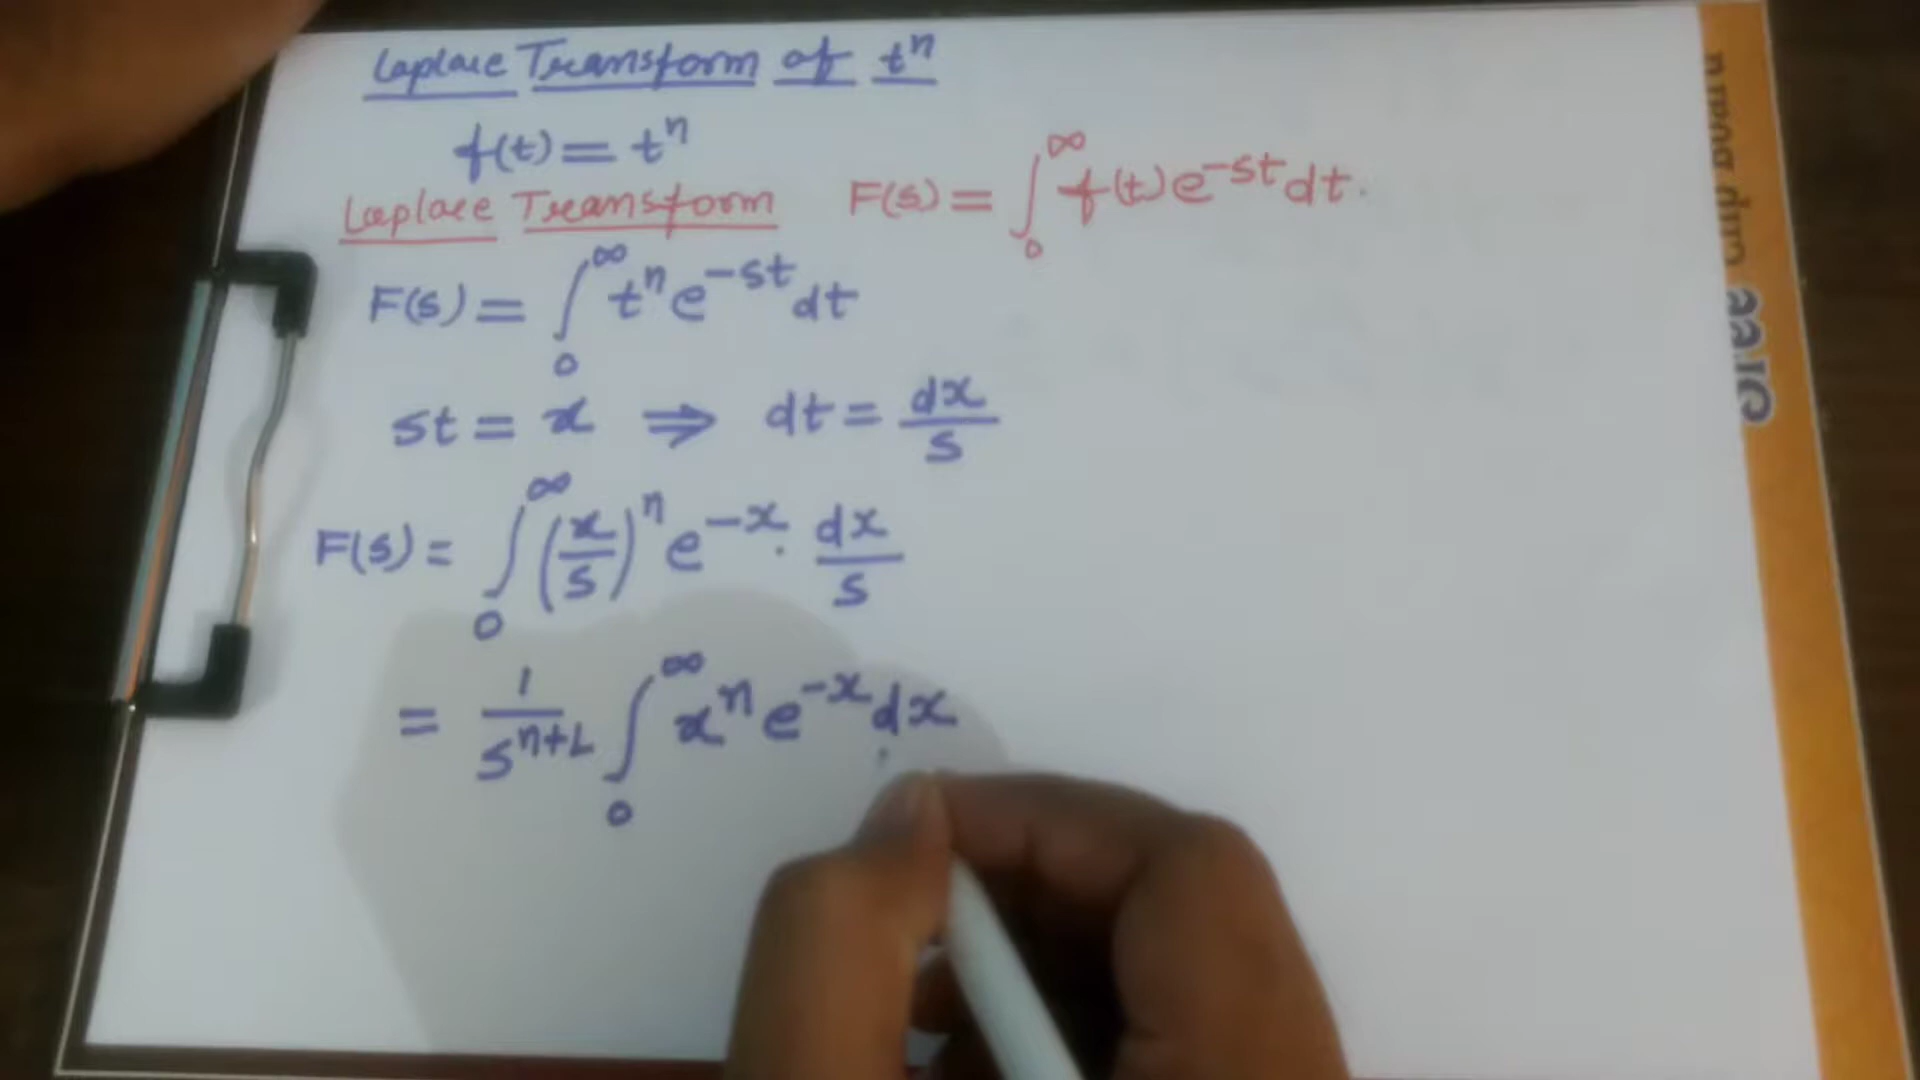 Laplace Transform of tⁿ
f(t) = tⁿ
Laplace Transform F(s) = ∫₀^∞ f(t)e^(-st) dt.
F(s) = ∫₀^∞ tⁿ e^(-st) dt
st = x ⇒ dt = dx/s
F(s) = ∫₀^∞ (x/s)ⁿ e^(-x) · dx/s
= 1/s^(n+1) ∫₀^∞ xⁿ e^(-x) dx